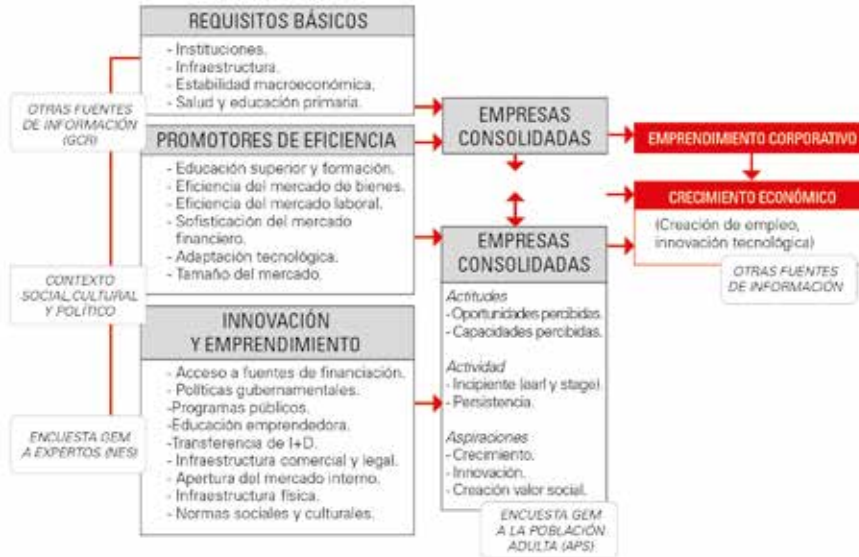 REQUISITOS BÁSICOS
- Instituciones.
- Infraestructura.
- Estabilidad macroeconómica.
- Salud y educación primaria.
OTRAS FUENTES
DE INFORMACIÓN
(GCR)
PROMOTORES DE EFICIENCIA
- Educación superior y formación.
- Eficiencia del mercado de bienes.
- Eficiencia del mercado laboral.
- Sofisticación del mercado
financiero.
- Adaptación tecnológica.
- Tamaño del mercado.
CONTEXTO
SOCIAL, CULTURAL
Y POLÍTICO
INNOVACIÓN
Y EMPRENDIMIENTO
- Acceso a fuentes de financiación.
- Políticas gubernamentales.
-Programas públicos.
-Educación emprendedora.
-Transferencia de I+D.
- Infraestructura comercial y legal.
- Apertura del mercado interno.
- Infraestructura física.
- Normas sociales y culturales.
ENCUESTA GEM
A EXPERTOS (NES)
EMPRESAS
CONSOLIDADAS
EMPRESAS
CONSOLIDADAS
Actitudes
- Oportunidades percibidas.
- Capacidades percibidas.
Actividad
- Incipiente (earl y stage)
- Persistencia.
Aspiraciones
- Crecimiento.
- Innovación.
- Creación valor social.
ENCUESTA GEM
A LA POBLACIÓN
ADULTA (APS)
EMPRENDIMIENTO CORPORATIVO
CRECIMIENTO ECONÓMICO
(Creación de empleo,
innovación tecnológica)
OTRAS FUENTES
DE INFORMACIÓN